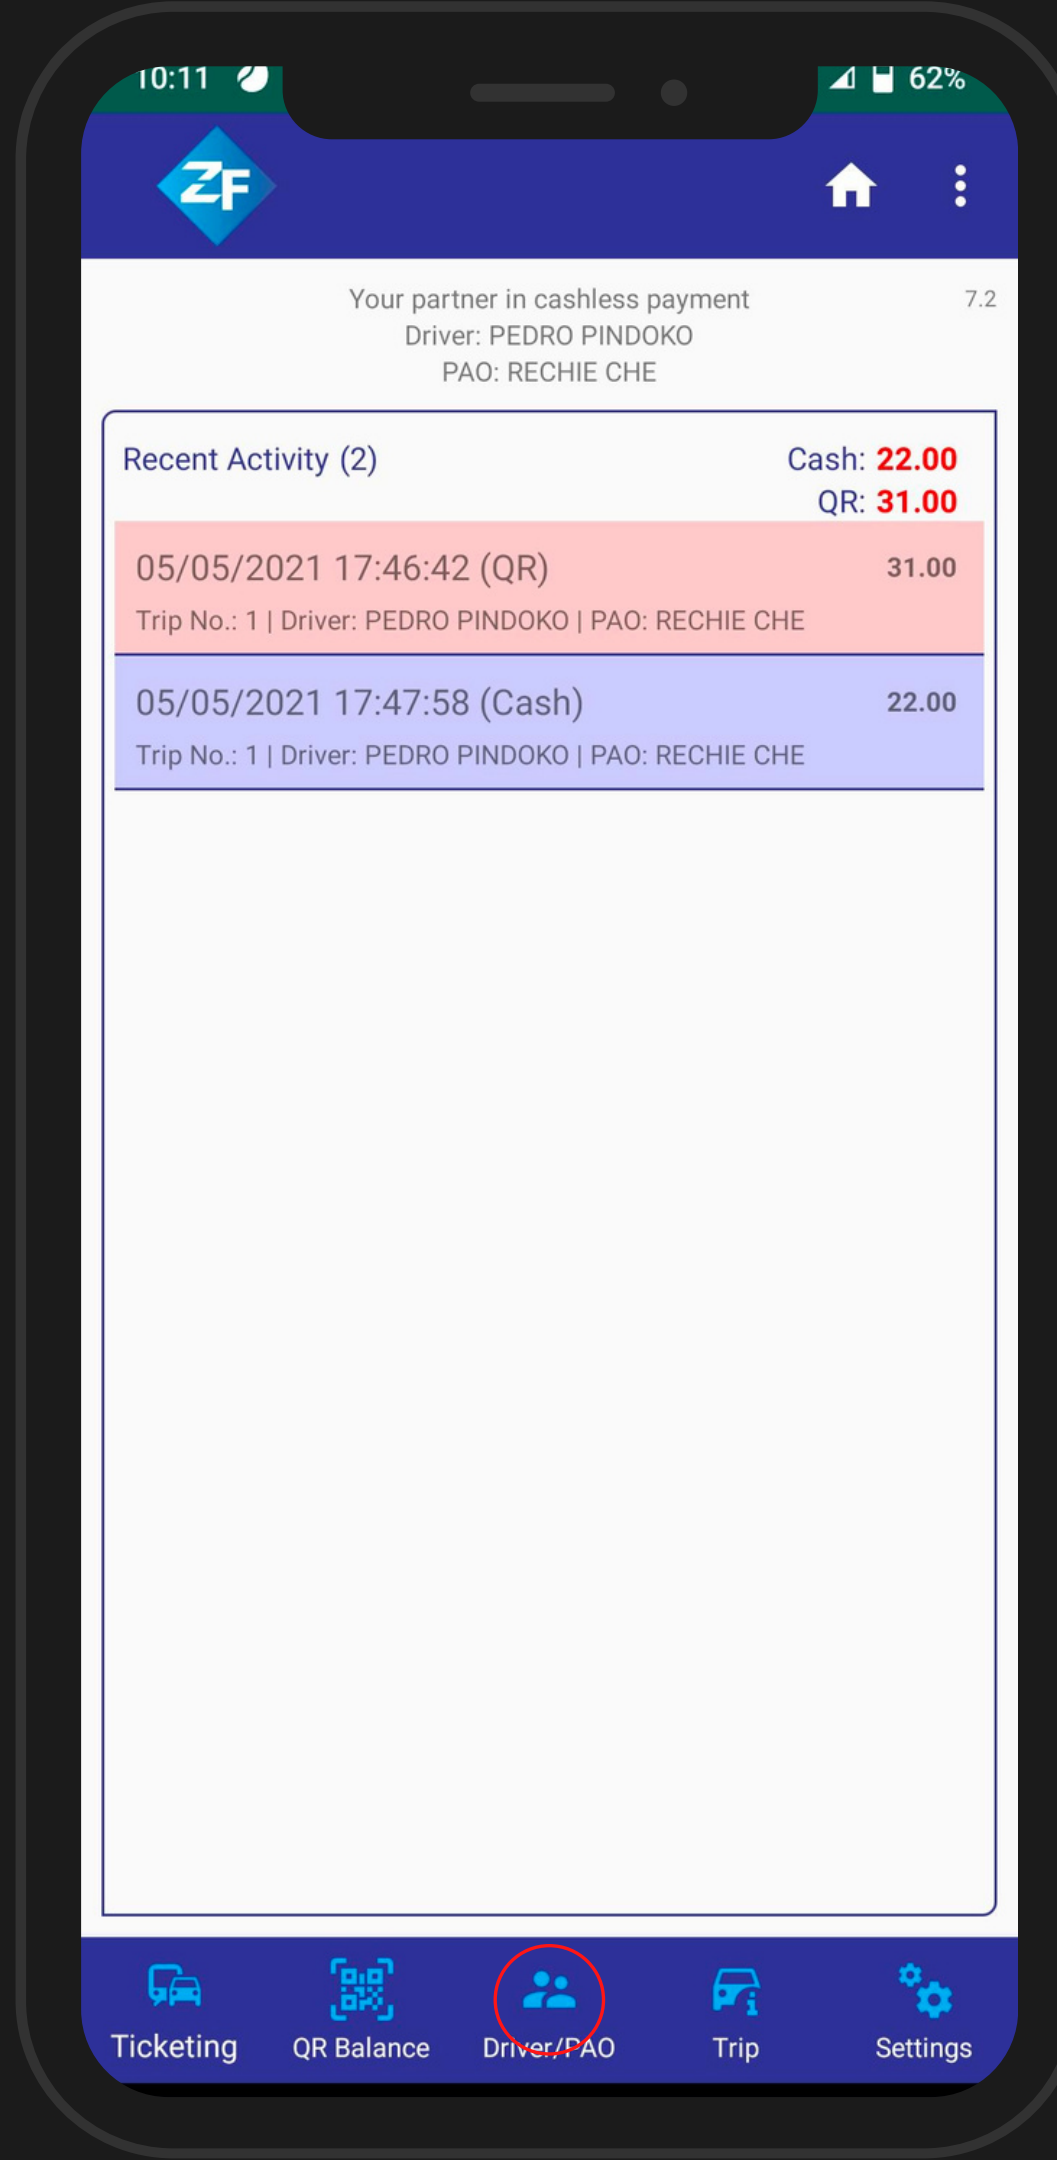 10:11 62%
ZF
Your partner in cashless payment 7.2
Driver: PEDRO PINDOKO
PAO: RECHIE CHE
Recent Activity (2) Cash: 22.00
QR: 31.00
05/05/2021 17:46:42 (QR) 31.00
Trip No.: 1 | Driver: PEDRO PINDOKO | PAO: RECHIE CHE
05/05/2021 17:47:58 (Cash) 22.00
Trip No.: 1 | Driver: PEDRO PINDOKO | PAO: RECHIE CHE
Ticketing QR Balance Driver/PAO Trip Settings